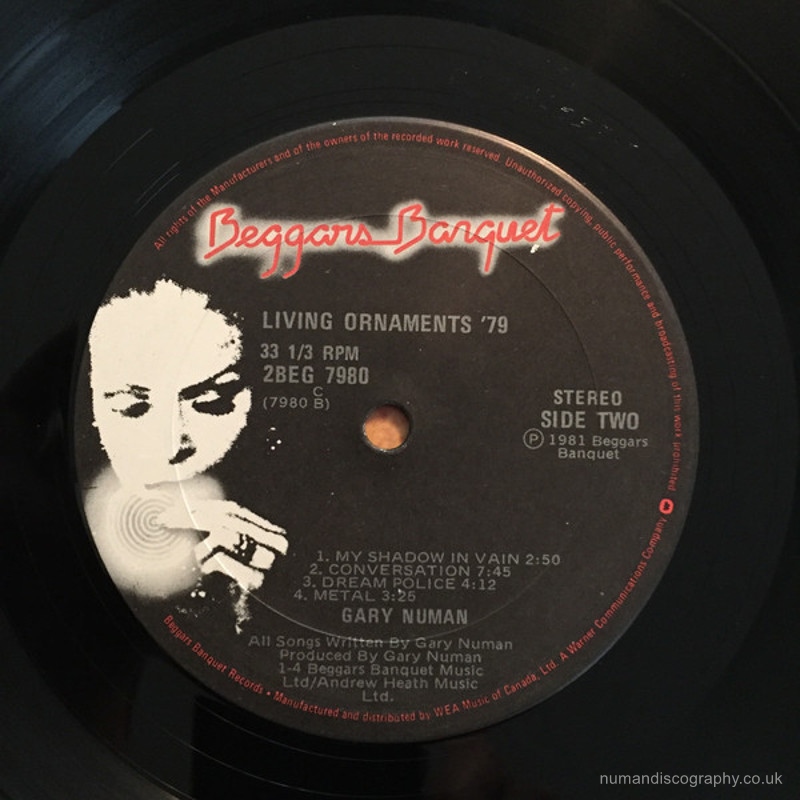 All rights of the Manufacturers and of the owners of the recorded work reserved. Unauthorized copying, public performance and broadcasting of this work prohibited.
Beggars Banquet
LIVING ORNAMENTS '79
33 1/3 RPM
2BEG 7980
C
(7980 B)
STEREO
SIDE TWO
Ⓟ 1981 Beggars
Banquet
1. MY SHADOW IN VAIN 2:50
2. CONVERSATION 7:45
3. DREAM POLICE 4:12
4. METAL 3:25
GARY NUMAN
All Songs Written By Gary Numan
Produced By Gary Numan
1-4 Beggars Banquet Music
Ltd/Andrew Heath Music
Ltd.
Beggars Banquet Records • Manufactured and distributed by WEA Music of Canada, Ltd. A Warner Communications Company
numandiscography.co.uk